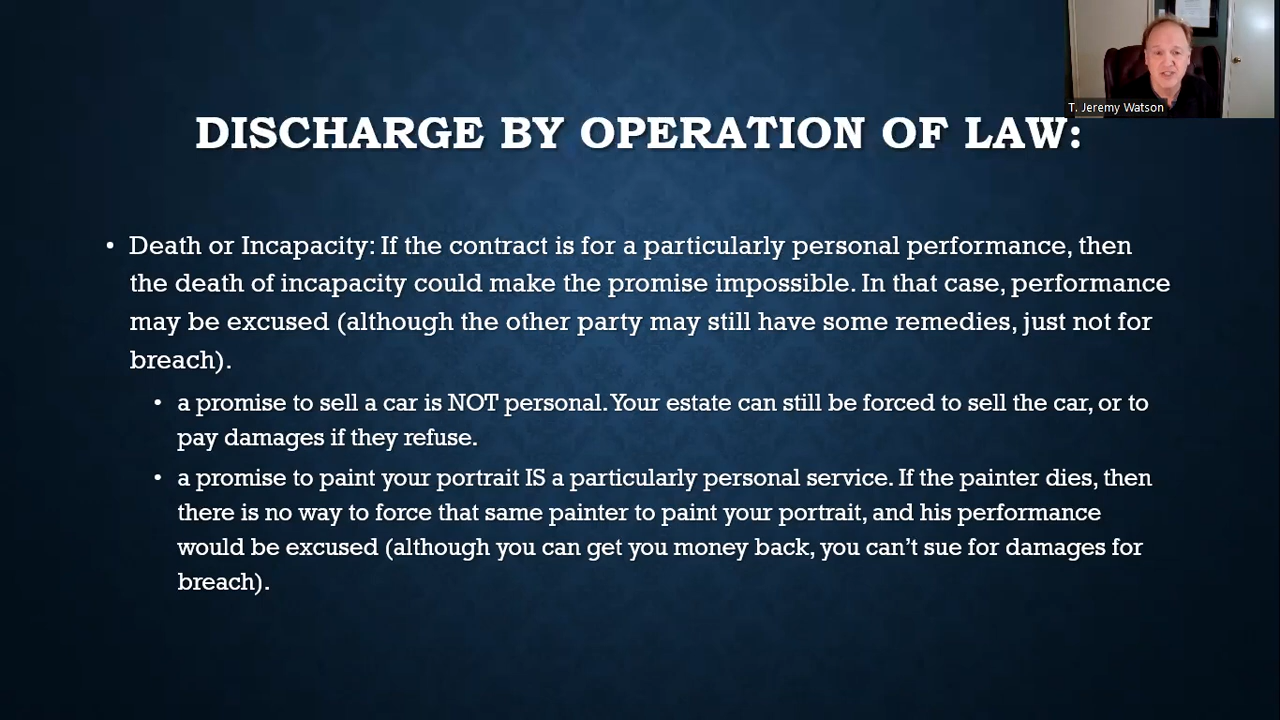 T. Jeremy Watson
DISCHARGE BY OPERATION OF LAW:
• Death or Incapacity: If the contract is for a particularly personal performance, then
the death of incapacity could make the promise impossible. In that case, performance
may be excused (although the other party may still have some remedies, just not for
breach).
• a promise to sell a car is NOT personal. Your estate can still be forced to sell the car, or to
pay damages if they refuse.
• a promise to paint your portrait IS a particularly personal service. If the painter dies, then
there is no way to force that same painter to paint your portrait, and his performance
would be excused (although you can get you money back, you can't sue for damages for
breach).